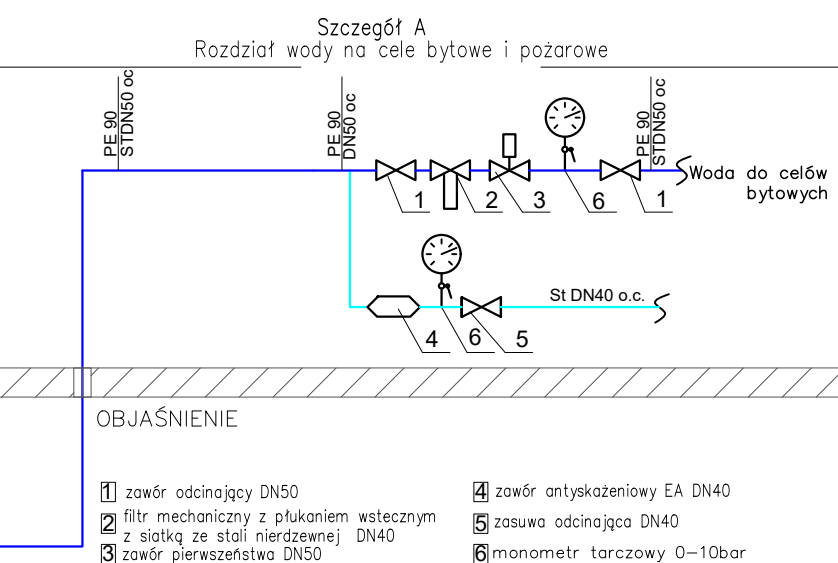 Szczegół A
Rozdział wody na cele bytowe i pożarowe
PE 90
STDN50 oc
PE 90
DN50 oc
PE 90
STDN50 oc
1
2
3
6
1
Woda do celów
bytowych
St DN40 o.c.
4
6
5
OBJAŚNIENIE
1 zawór odcinający DN50
2 filtr mechaniczny z płukaniem wstecznym
z siatką ze stali nierdzewnej DN40
3 zawór pierwszeństwa DN50
4 zawór antyskażeniowy EA DN40
5 zasuwa odcinająca DN40
6 monometr tarczowy 0-10bar